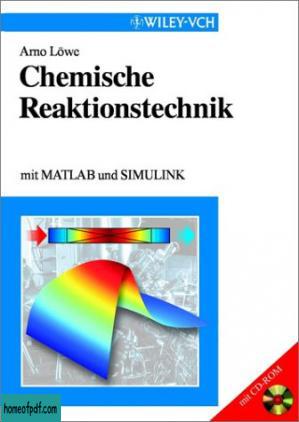 WILEY-VCH
Arno Löwe
Chemische
Reaktionstechnik
mit MATLAB und SIMULINK
mit CD-ROM
homeofpdf.com